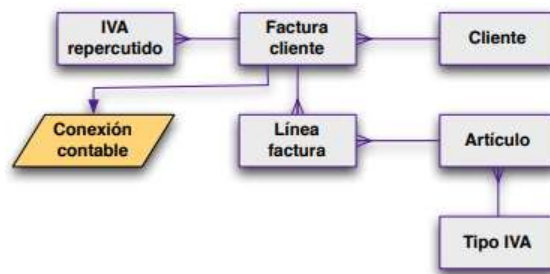 IVA
repercutido
Factura
cliente
Cliente
Conexión
contable
Línea
factura
Artículo
Tipo IVA